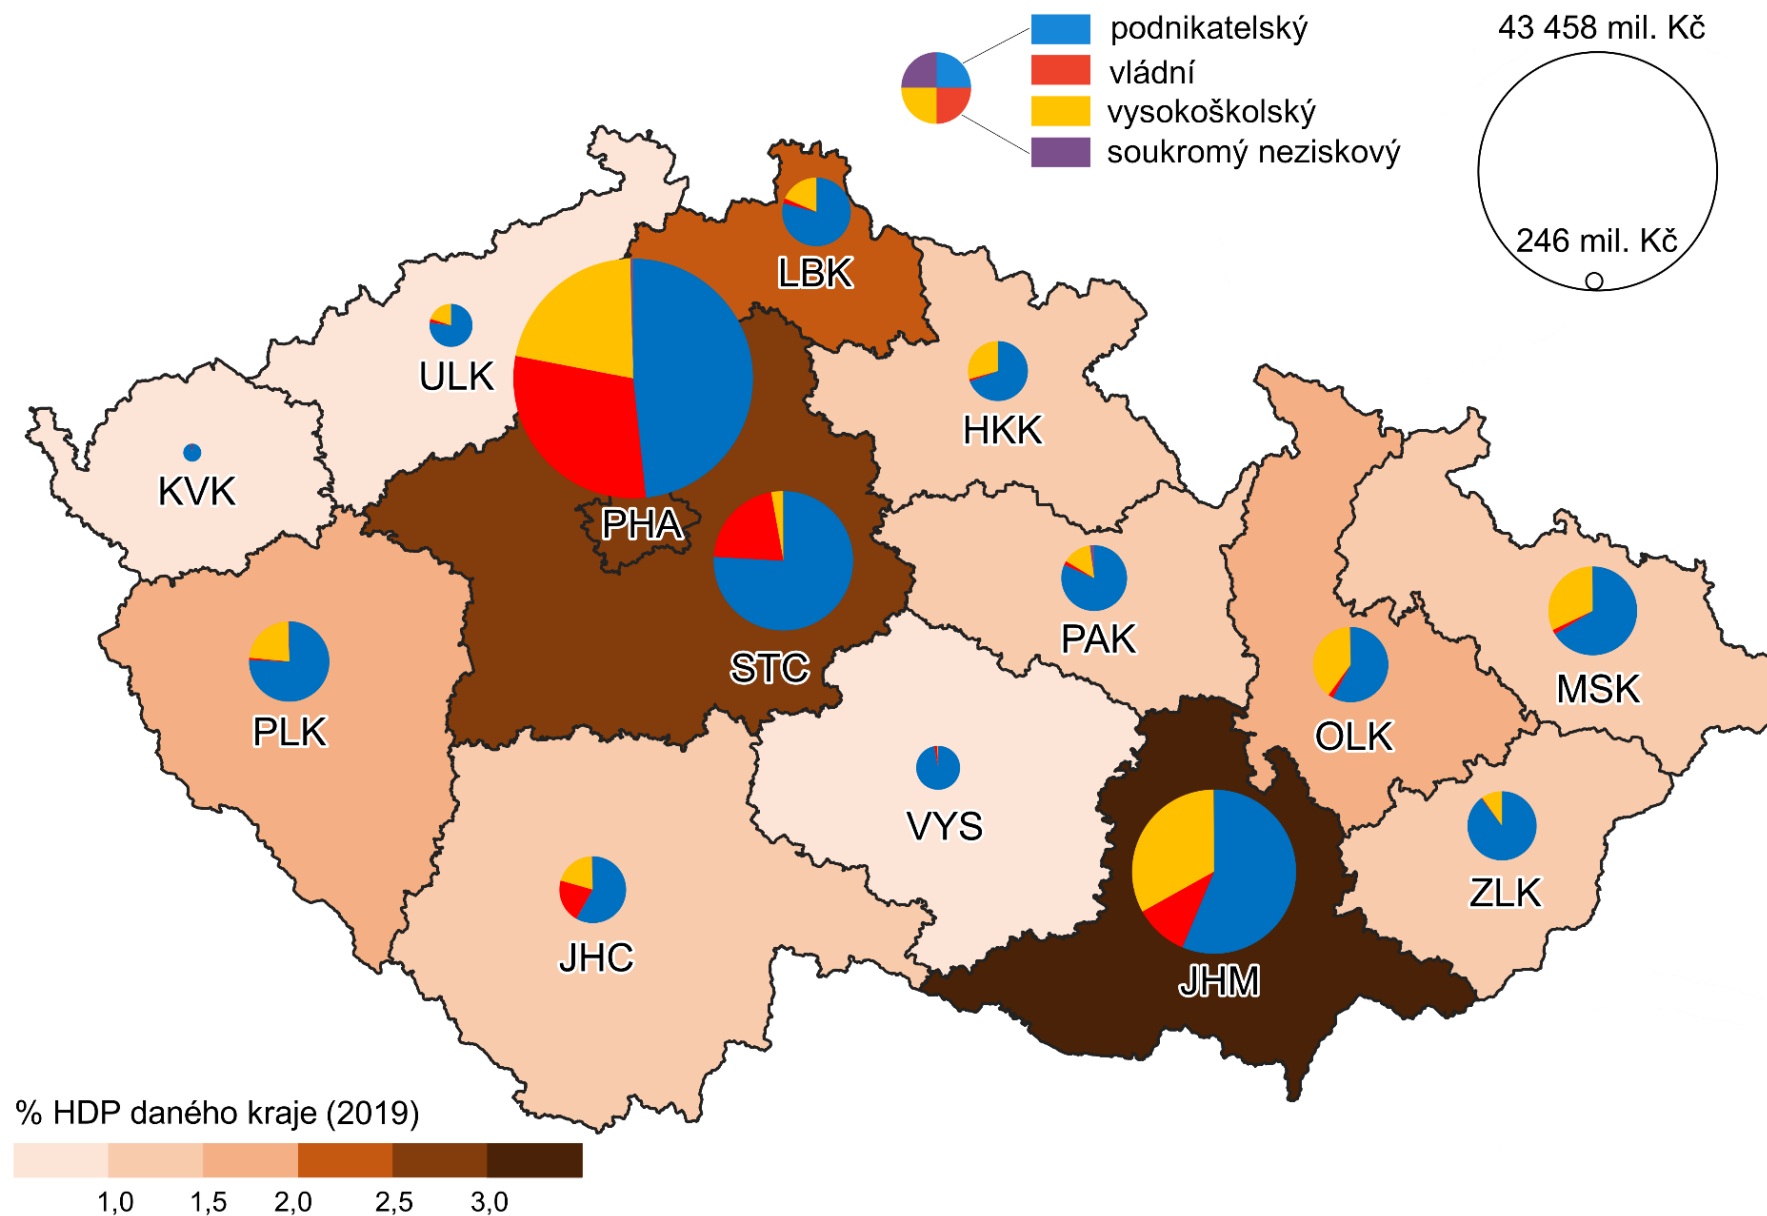 podnikatelský
vládní
vysokoškolský
soukromý neziskový
43 458 mil. Kč
246 mil. Kč
LBK
ULK
HKK
KVK
PHA
PAK
STC
MSK
PLK
OLK
VYS
ZLK
JHC
JHM
% HDP daného kraje (2019)
1,0 1,5 2,0 2,5 3,0